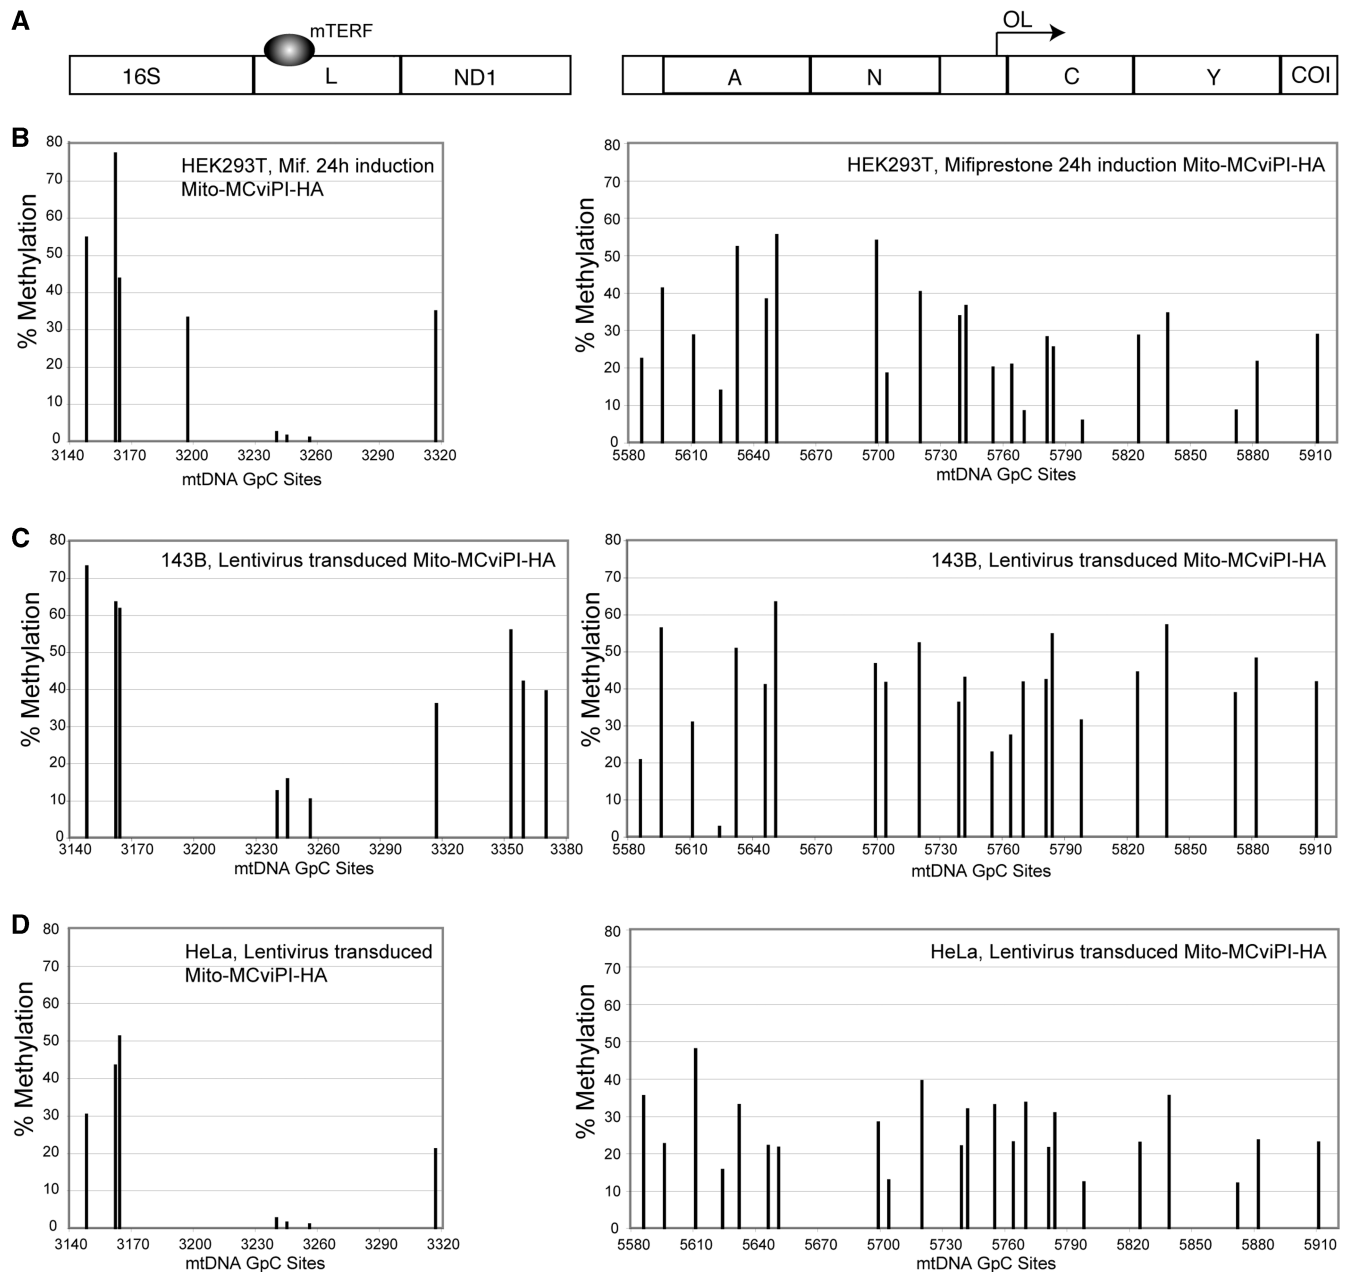 A
mTERF
OL
16S L ND1
A N C Y COI
B
HEK293T, Mif. 24h induction
Mito-MCviPI-HA
% Methylation
80
70
60
50
40
30
20
10
0
3140 3170 3200 3230 3260 3290 3320
mtDNA GpC Sites
HEK293T, Mifiprestone 24h induction Mito-MCviPI-HA
% Methylation
80
70
60
50
40
30
20
10
0
5580 5610 5640 5670 5700 5730 5760 5790 5820 5850 5880 5910
mtDNA GpC Sites
C
143B, Lentivirus transduced Mito-MCviPI-HA
% Methylation
80
70
60
50
40
30
20
10
0
3140 3170 3200 3230 3260 3290 3320 3350 3380
mtDNA GpC Sites
143B, Lentivirus transduced Mito-MCviPI-HA
% Methylation
80
70
60
50
40
30
20
10
0
5580 5610 5640 5670 5700 5730 5760 5790 5820 5850 5880 5910
mtDNA GpC Sites
D
HeLa, Lentivirus transduced
Mito-MCviPI-HA
% Methylation
80
70
60
50
40
30
20
10
0
3140 3170 3200 3230 3260 3290 3320
mtDNA GpC Sites
HeLa, Lentivirus transduced Mito-MCviPI-HA
% Methylation
80
70
60
50
40
30
20
10
0
5580 5610 5640 5670 5700 5730 5760 5790 5820 5850 5880 5910
mtDNA GpC Sites